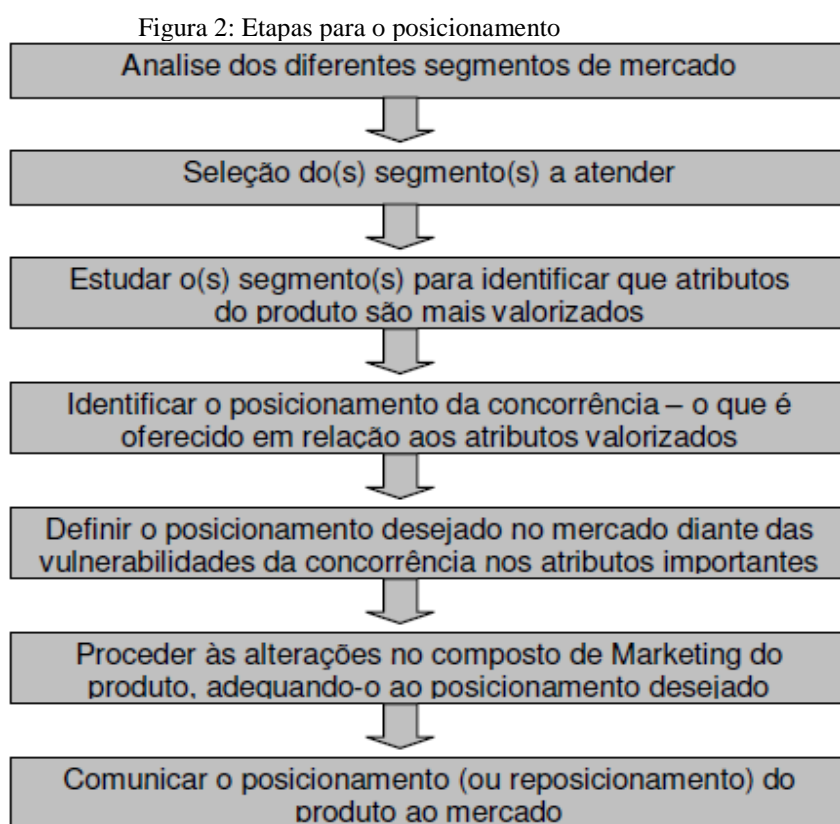 Figura 2: Etapas para o posicionamento
Analise dos diferentes segmentos de mercado
Seleção do(s) segmento(s) a atender
Estudar o(s) segmento(s) para identificar que atributos
do produto são mais valorizados
Identificar o posicionamento da concorrência – o que é
oferecido em relação aos atributos valorizados
Definir o posicionamento desejado no mercado diante das
vulnerabilidades da concorrência nos atributos importantes
Proceder às alterações no composto de Marketing do
produto, adequando-o ao posicionamento desejado
Comunicar o posicionamento (ou reposicionamento) do
produto ao mercado